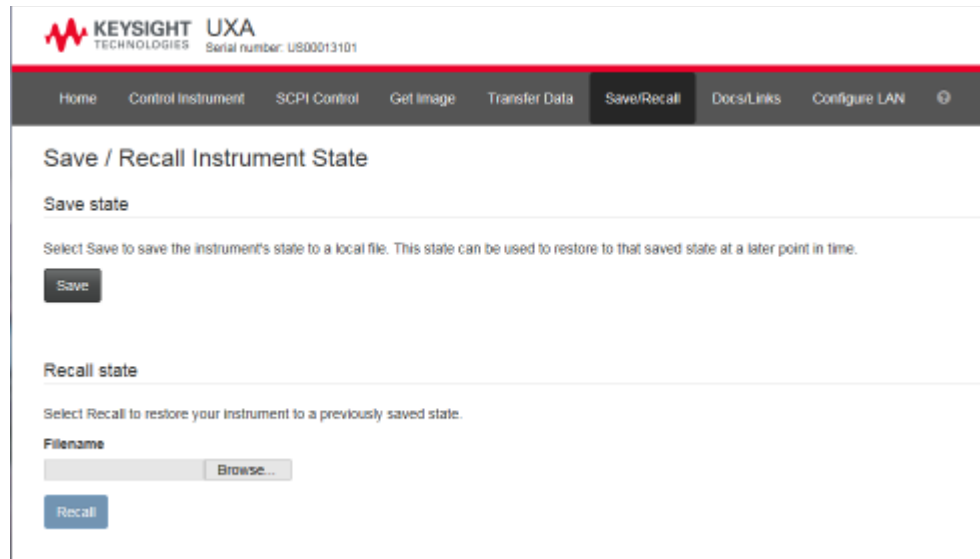 KEYSIGHT UXA
TECHNOLOGIES Serial number: US00013101
Home Control Instrument SCPI Control Get Image Transfer Data Save/Recall Docs/Links Configure LAN ?
Save / Recall Instrument State
Save state
Select Save to save the instrument's state to a local file. This state can be used to restore to that saved state at a later point in time.
Save
Recall state
Select Recall to restore your instrument to a previously saved state.
Filename
Browse...
Recall